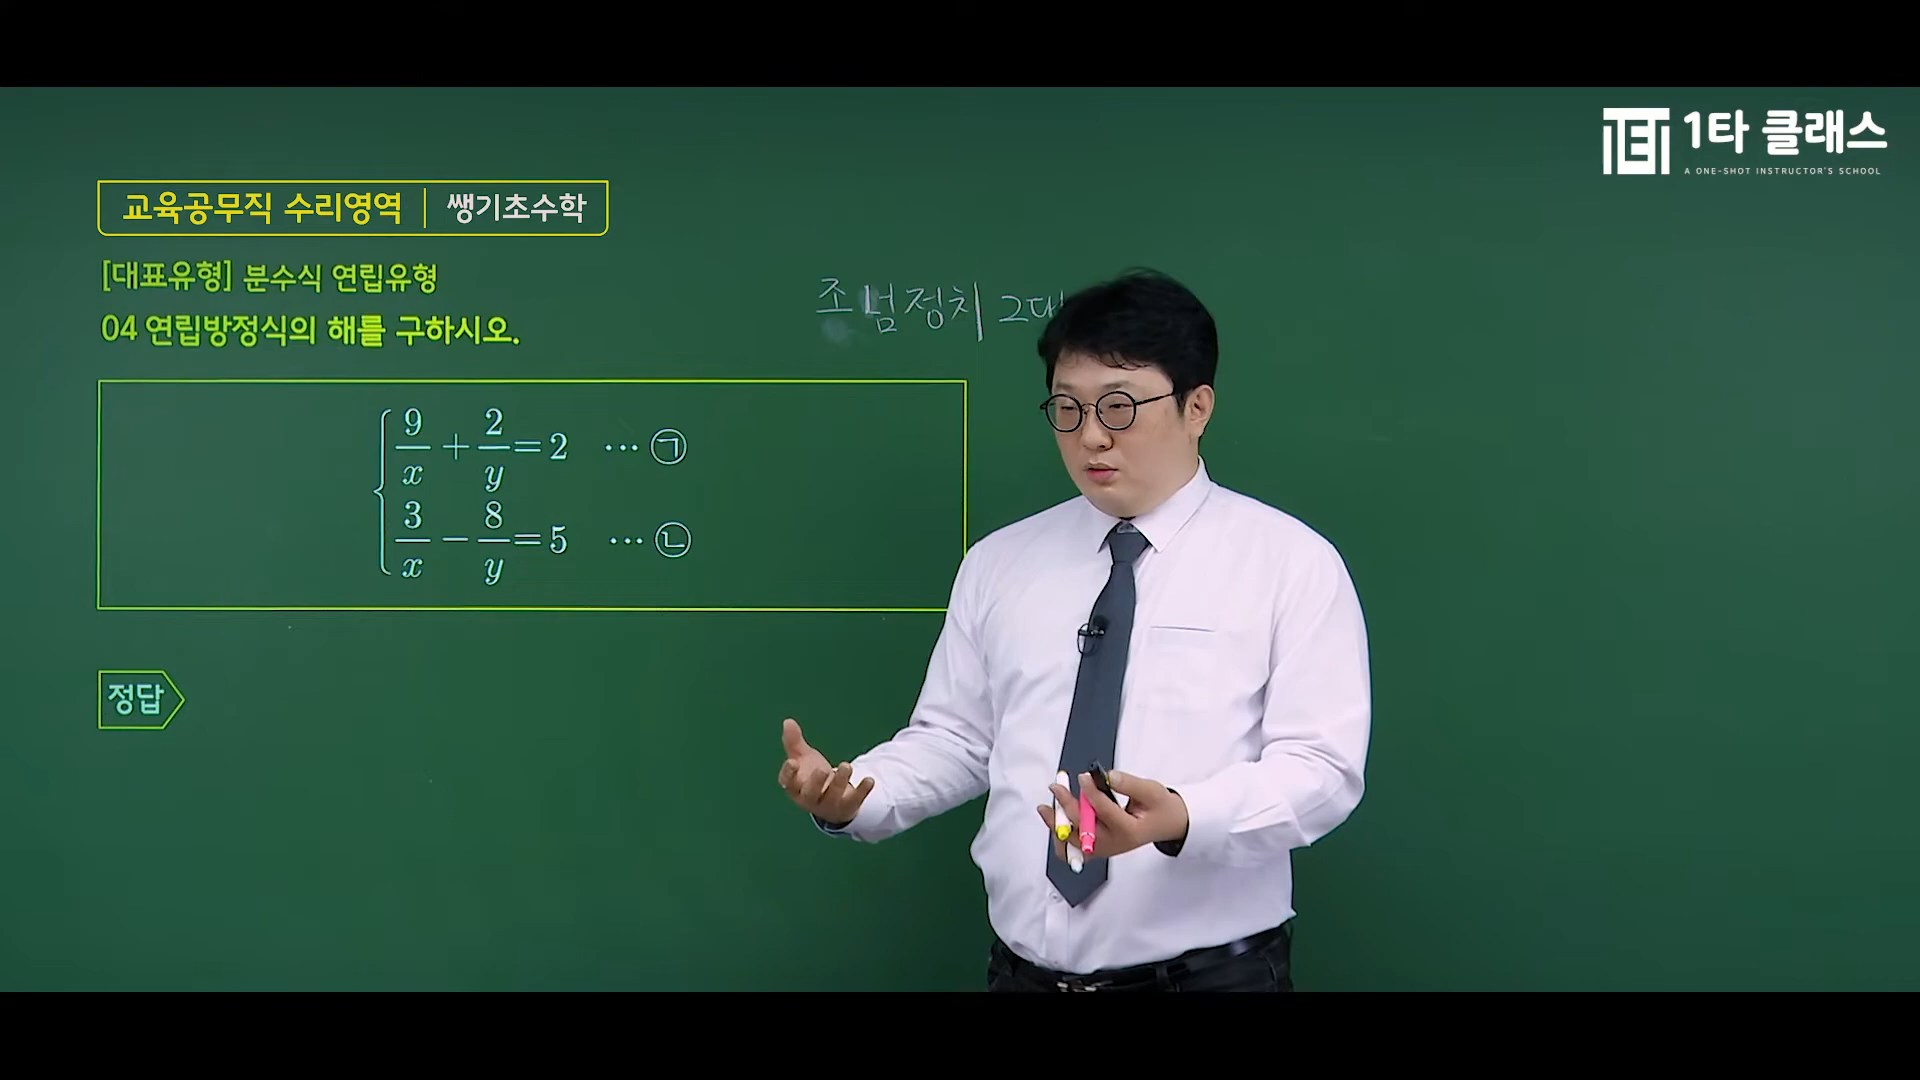 1타 클래스
A ONE-SHOT INSTRUCTOR'S SCHOOL
교육공무직 수리영역 | 쌩기초수학
[대표유형] 분수식 연립유형
04 연립방정식의 해를 구하시오.
조 넘정치 2대
9/x + 2/y = 2 ··· ㉠
3/x - 8/y = 5 ··· ㉡
정답